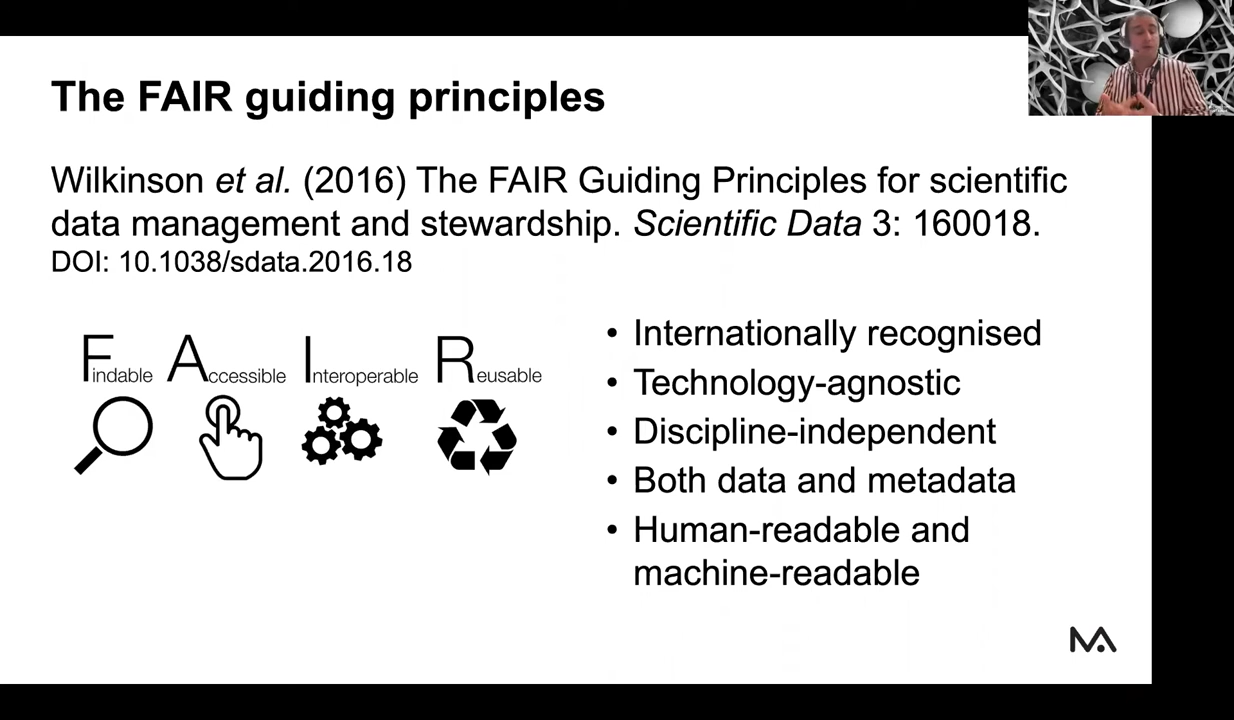 The FAIR guiding principles
Wilkinson et al. (2016) The FAIR Guiding Principles for scientific
data management and stewardship. Scientific Data 3: 160018.
DOI: 10.1038/sdata.2016.18
Findable Accessible Interoperable Reusable
• Internationally recognised
• Technology-agnostic
• Discipline-independent
• Both data and metadata
• Human-readable and
machine-readable
MA